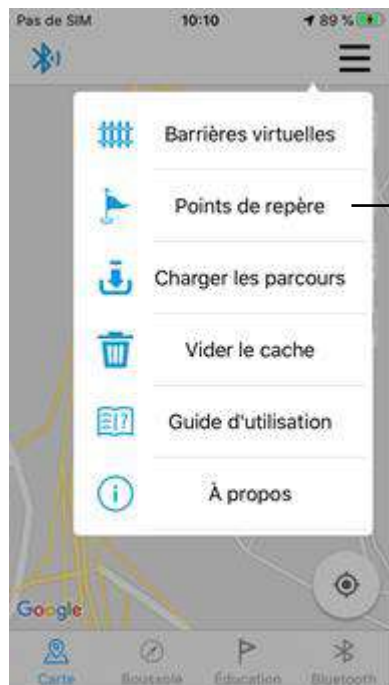 Pas de SIM 10:10 89 %
Barrières virtuelles
Points de repère
Charger les parcours
Vider le cache
Guide d'utilisation
À propos
Google
Carte Boussole Éducation Bluetooth